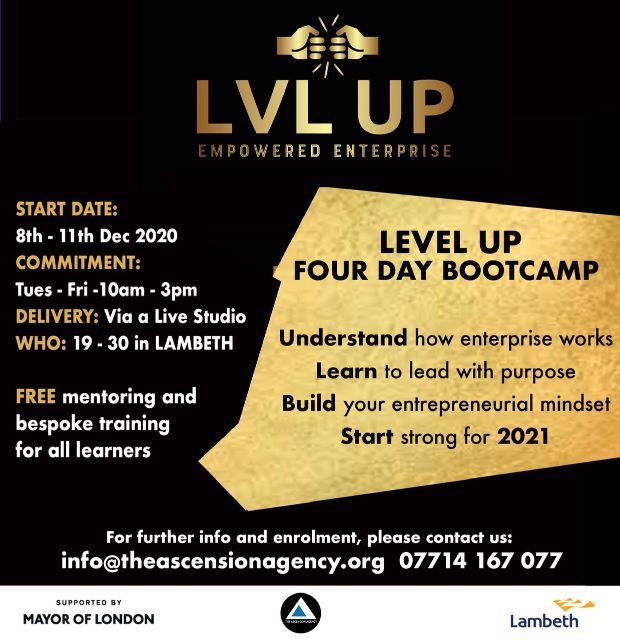 LVL UP
EMPOWERED ENTERPRISE
START DATE:
8th - 11th Dec 2020
COMMITMENT:
Tues - Fri -10am - 3pm
DELIVERY: Via a Live Studio
WHO: 19 - 30 in LAMBETH
FREE mentoring and
bespoke training
for all learners
LEVEL UP
FOUR DAY BOOTCAMP
Understand how enterprise works
Learn to lead with purpose
Build your entrepreneurial mindset
Start strong for 2021
For further info and enrolment, please contact us:
info@theascensionagency.org 07714 167 077
SUPPORTED BY
MAYOR OF LONDON
THE ASCENSION AGENCY
Lambeth